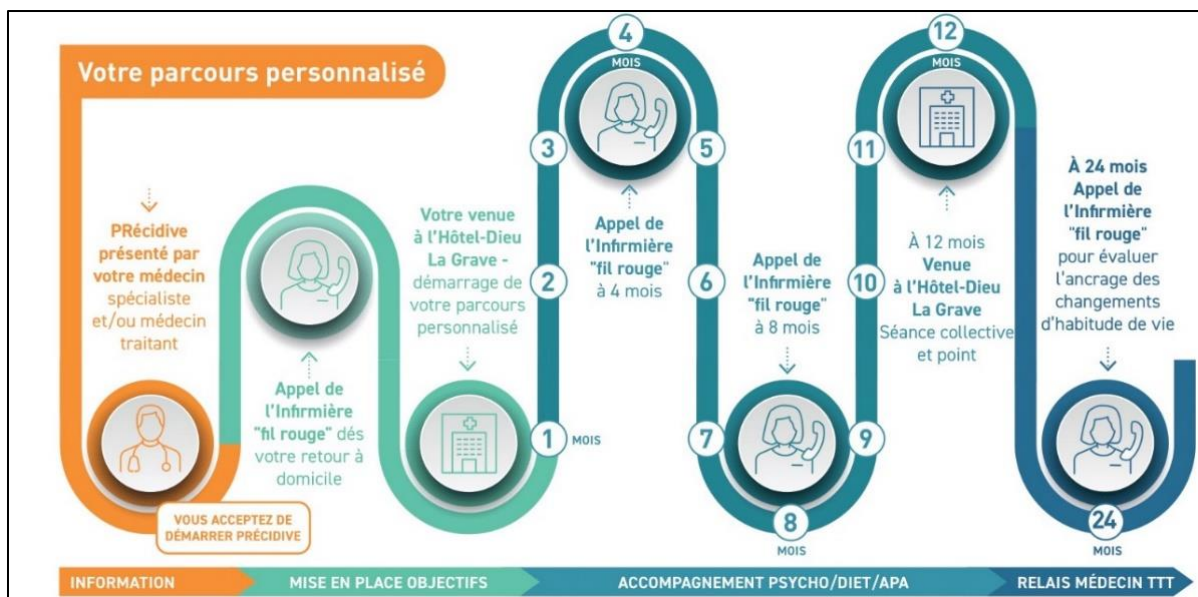 Votre parcours personnalisé
PRécidive
présenté par
votre médecin
spécialiste
et/ou médecin
traitant
VOUS ACCEPTEZ DE
DÉMARRER PRÉCIDIVE
Appel de
l'Infirmière
"fil rouge" dés
votre retour à
domicile
Votre venue
à l'Hôtel-Dieu
La Grave -
démarrage de
votre parcours
personnalisé
1 MOIS
2
3
4
MOIS
Appel de
l'Infirmière
"fil rouge"
à 4 mois
5
6
7
Appel de
l'Infirmière
"fil rouge"
à 8 mois
8
MOIS
9
10
11
12
MOIS
À 12 mois
Venue
à l'Hôtel-Dieu
La Grave
Séance collective
et point
À 24 mois
Appel de
l'Infirmière
"fil rouge"
pour évaluer
l'ancrage des
changements
d'habitude de vie
24
MOIS
INFORMATION
MISE EN PLACE OBJECTIFS
ACCOMPAGNEMENT PSYCHO/DIET/APA
RELAIS MÉDECIN TTT